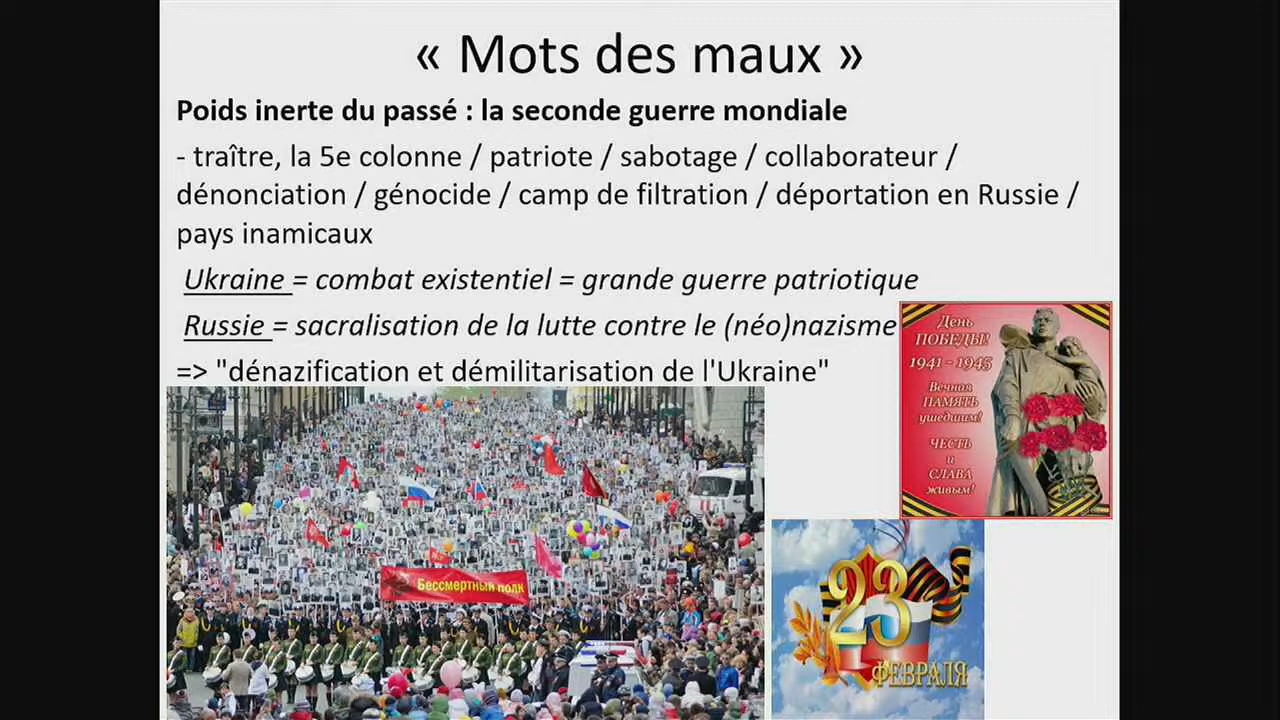 « Mots des maux »
Poids inerte du passé : la seconde guerre mondiale
- traître, la 5e colonne / patriote / sabotage / collaborateur /
dénonciation / génocide / camp de filtration / déportation en Russie /
pays inamicaux
Ukraine = combat existentiel = grande guerre patriotique
Russie = sacralisation de la lutte contre le (néo)nazisme
=> "dénazification et démilitarisation de l'Ukraine"
День
ПОБЕДЫ!
1941 - 1945
Вечная
ПАМЯТЬ
ушедшим!
ЧЕСТЬ
и
СЛАВА
живым!
Бессмертный полк
23
ФЕВРАЛЯ